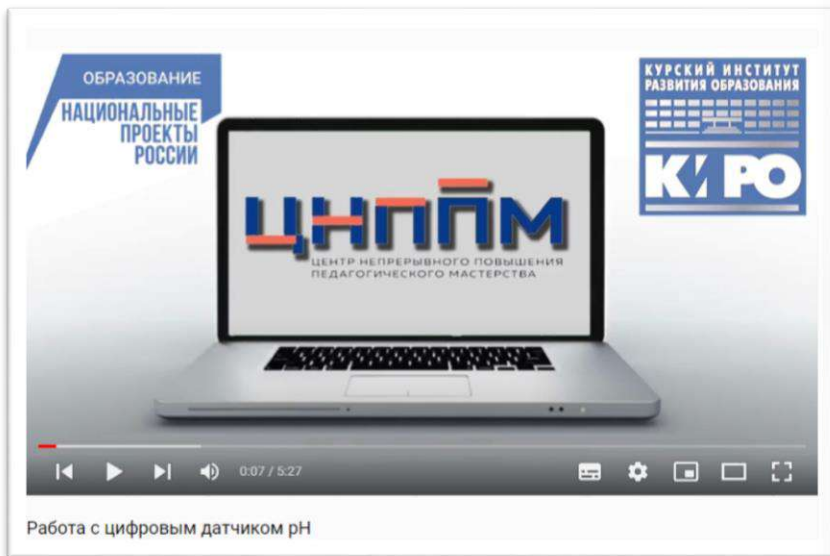 ОБРАЗОВАНИЕ
НАЦИОНАЛЬНЫЕ
ПРОЕКТЫ
РОССИИ
КУРСКИЙ ИНСТИТУТ
РАЗВИТИЯ ОБРАЗОВАНИЯ
КИРО
ЦНППМ
ЦЕНТР НЕПРЕРЫВНОГО ПОВЫШЕНИЯ
ПЕДАГОГИЧЕСКОГО МАСТЕРСТВА
0:07 / 5:27
Работа с цифровым датчиком pH